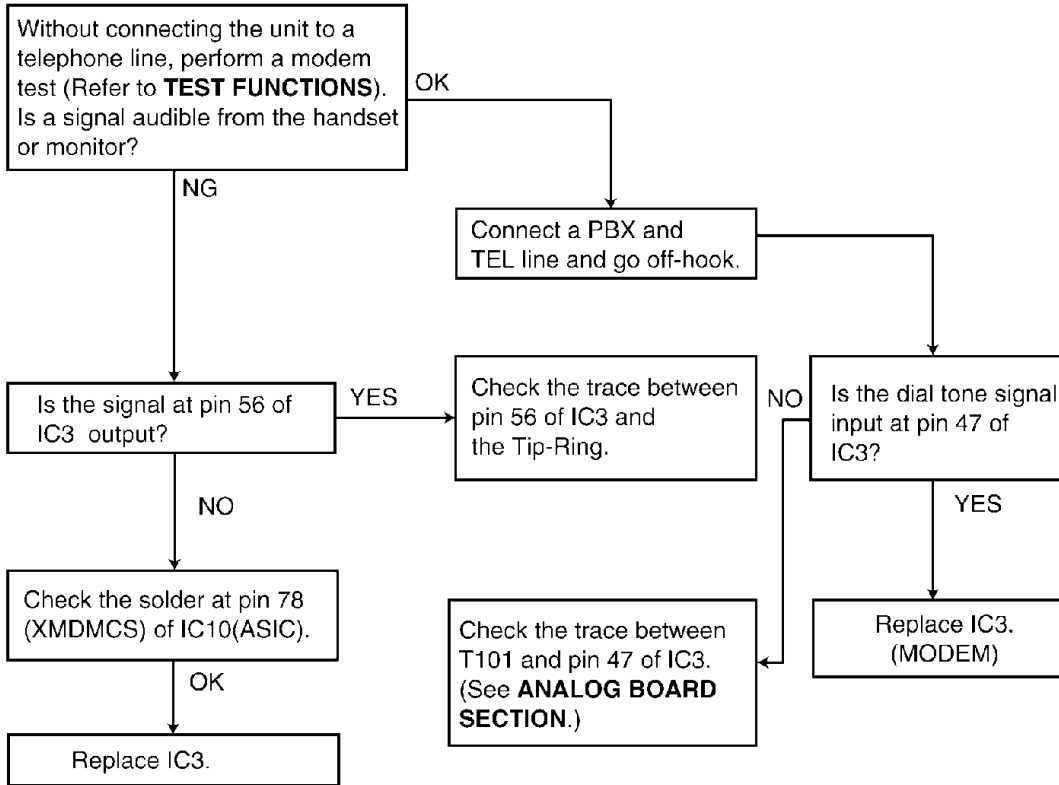 Without connecting the unit to a
telephone line, perform a modem
test (Refer to TEST FUNCTIONS).
Is a signal audible from the handset
or monitor?
OK
NG
Connect a PBX and
TEL line and go off-hook.
Is the signal at pin 56 of
IC3 output?
YES
Check the trace between
pin 56 of IC3 and
the Tip-Ring.
NO
Is the dial tone signal
input at pin 47 of
IC3?
NO
YES
Check the solder at pin 78
(XMDMCS) of IC10(ASIC).
OK
Check the trace between
T101 and pin 47 of IC3.
(See ANALOG BOARD
SECTION.)
Replace IC3.
(MODEM)
Replace IC3.